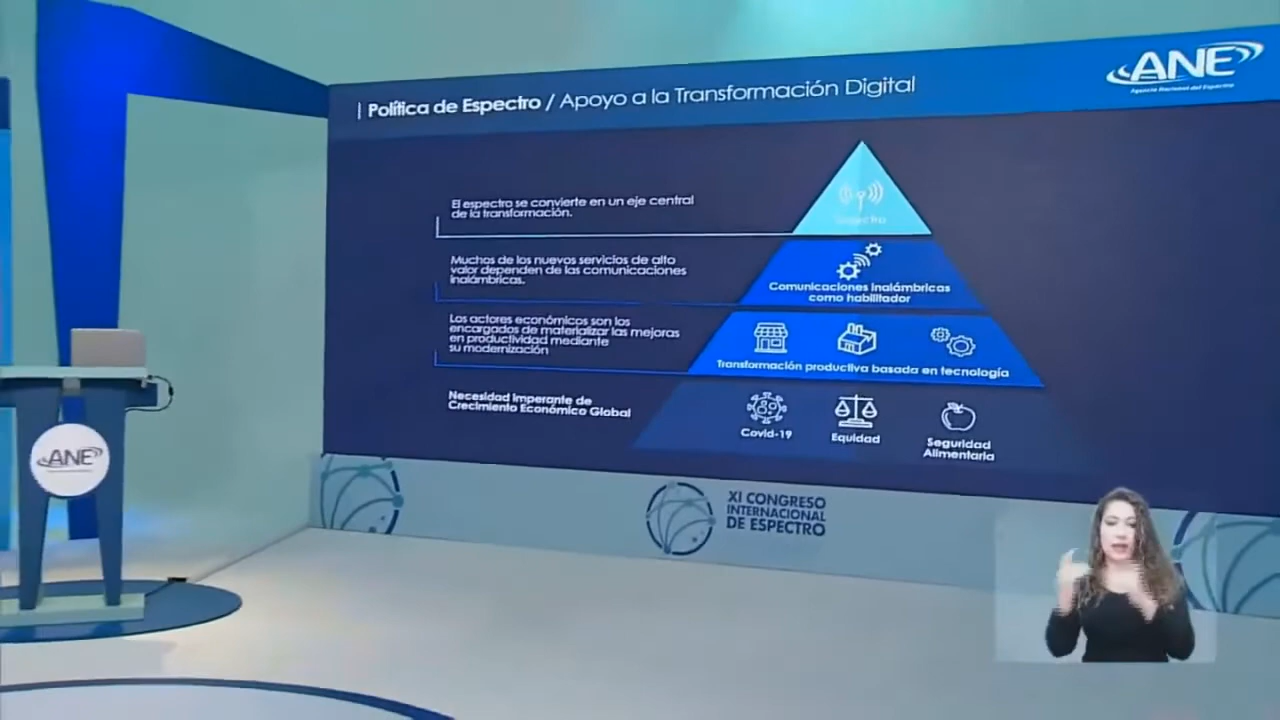 | Política de Espectro / Apoyo a la Transformación Digital
ANE
Agencia Nacional del Espectro
El espectro se convierte en un eje central
de la transformación.
Espectro
Muchos de los nuevos servicios de alto
valor dependen de las comunicaciones
inalámbricas.
Comunicaciones inalámbricas
como habilitador
Los actores económicos son los
encargados de materializar las mejoras
en productividad mediante
su modernización
Transformación productiva basada en tecnología
Necesidad Imperante de
Crecimiento Económico Global
Covid-19
Equidad
Seguridad
Alimentaria
ANE
XI CONGRESO
INTERNACIONAL
DE ESPECTRO